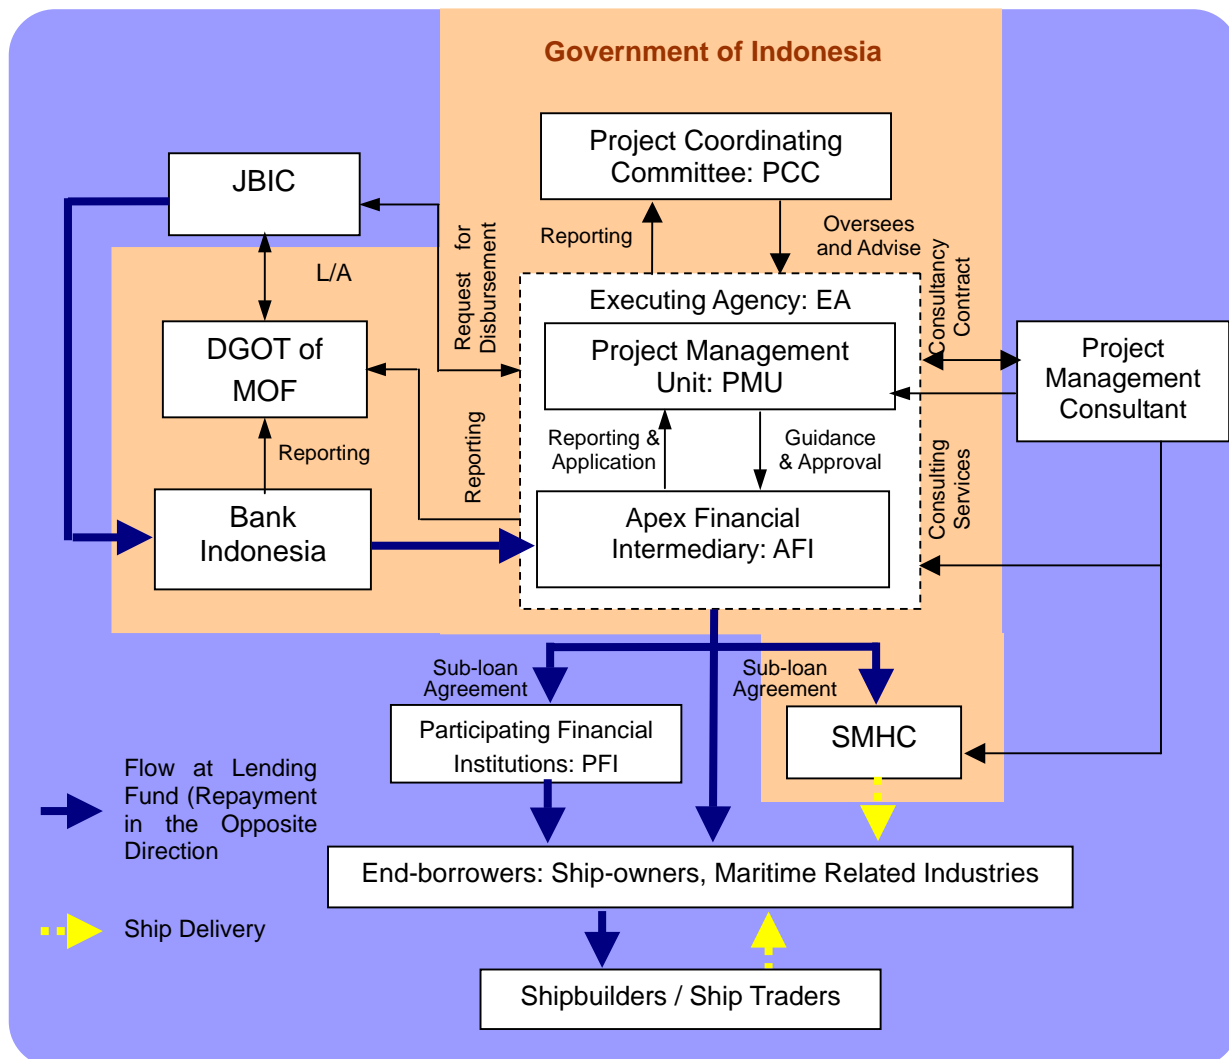 Government of Indonesia
Project Coordinating
Committee: PCC
JBIC
Reporting
Oversees
and Advise
L/A
Request for
Disbursement
Consultancy
Contract
Executing Agency: EA
DGOT of
MOF
Project Management
Unit: PMU
Project
Management
Consultant
Reporting
Reporting
Reporting &
Application
Guidance
& Approval
Consulting
Services
Bank
Indonesia
Apex Financial
Intermediary: AFI
Sub-loan
Agreement
Sub-loan
Agreement
Participating Financial
Institutions: PFI
SMHC
Flow at Lending
Fund (Repayment
in the Opposite
Direction
End-borrowers: Ship-owners, Maritime Related Industries
Ship Delivery
Shipbuilders / Ship Traders